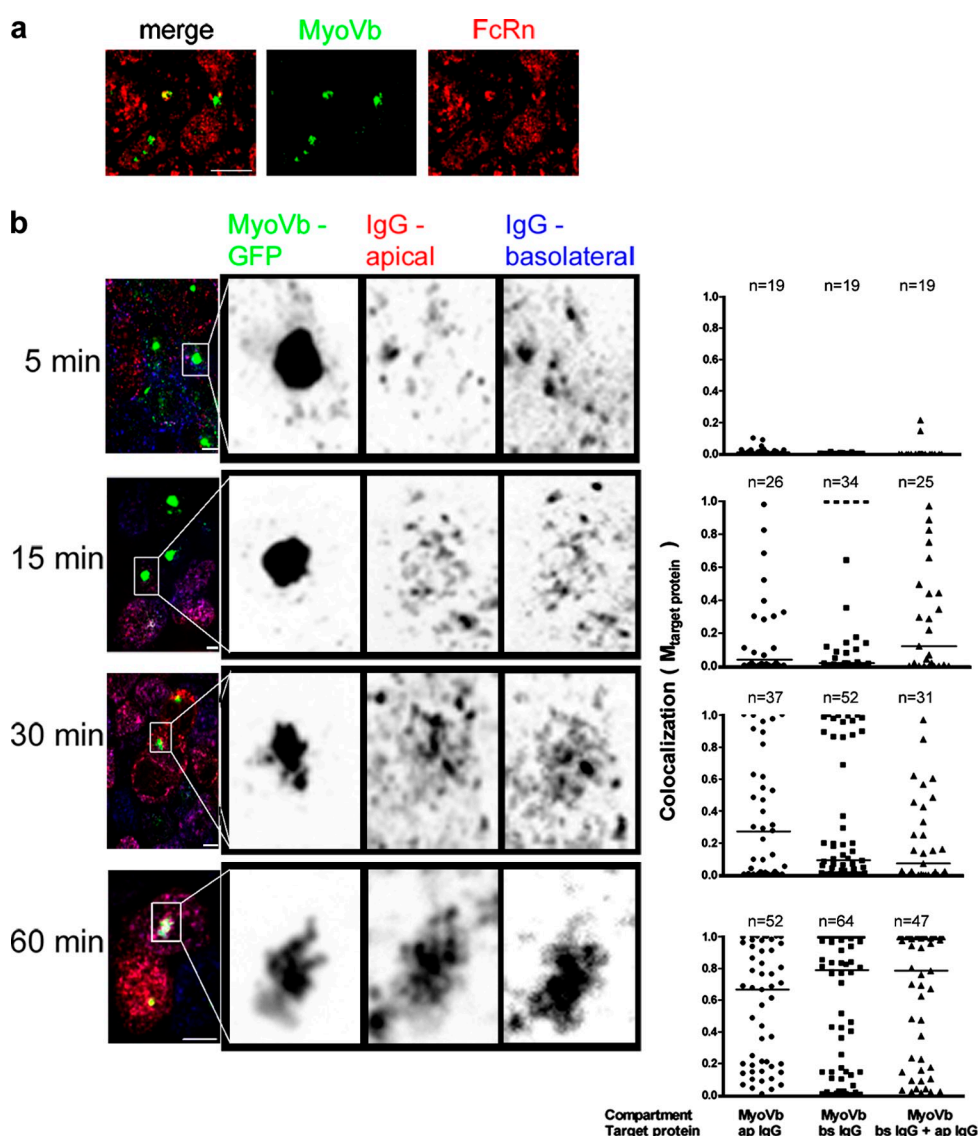 a
merge MyoVb FcRn
b
MyoVb - GFP
IgG - apical
IgG - basolateral
5 min
15 min
30 min
60 min
n=19 n=19 n=19
1.0
0.8
0.6
0.4
0.2
0.0
n=26 n=34 n=25
1.0
0.8
0.6
0.4
0.2
0.0
n=37 n=52 n=31
1.0
0.8
0.6
0.4
0.2
0.0
n=52 n=64 n=47
1.0
0.8
0.6
0.4
0.2
0.0
Colocalization ( M target protein )
Compartment MyoVb MyoVb MyoVb
Target protein ap IgG bs IgG bs IgG + ap IgG